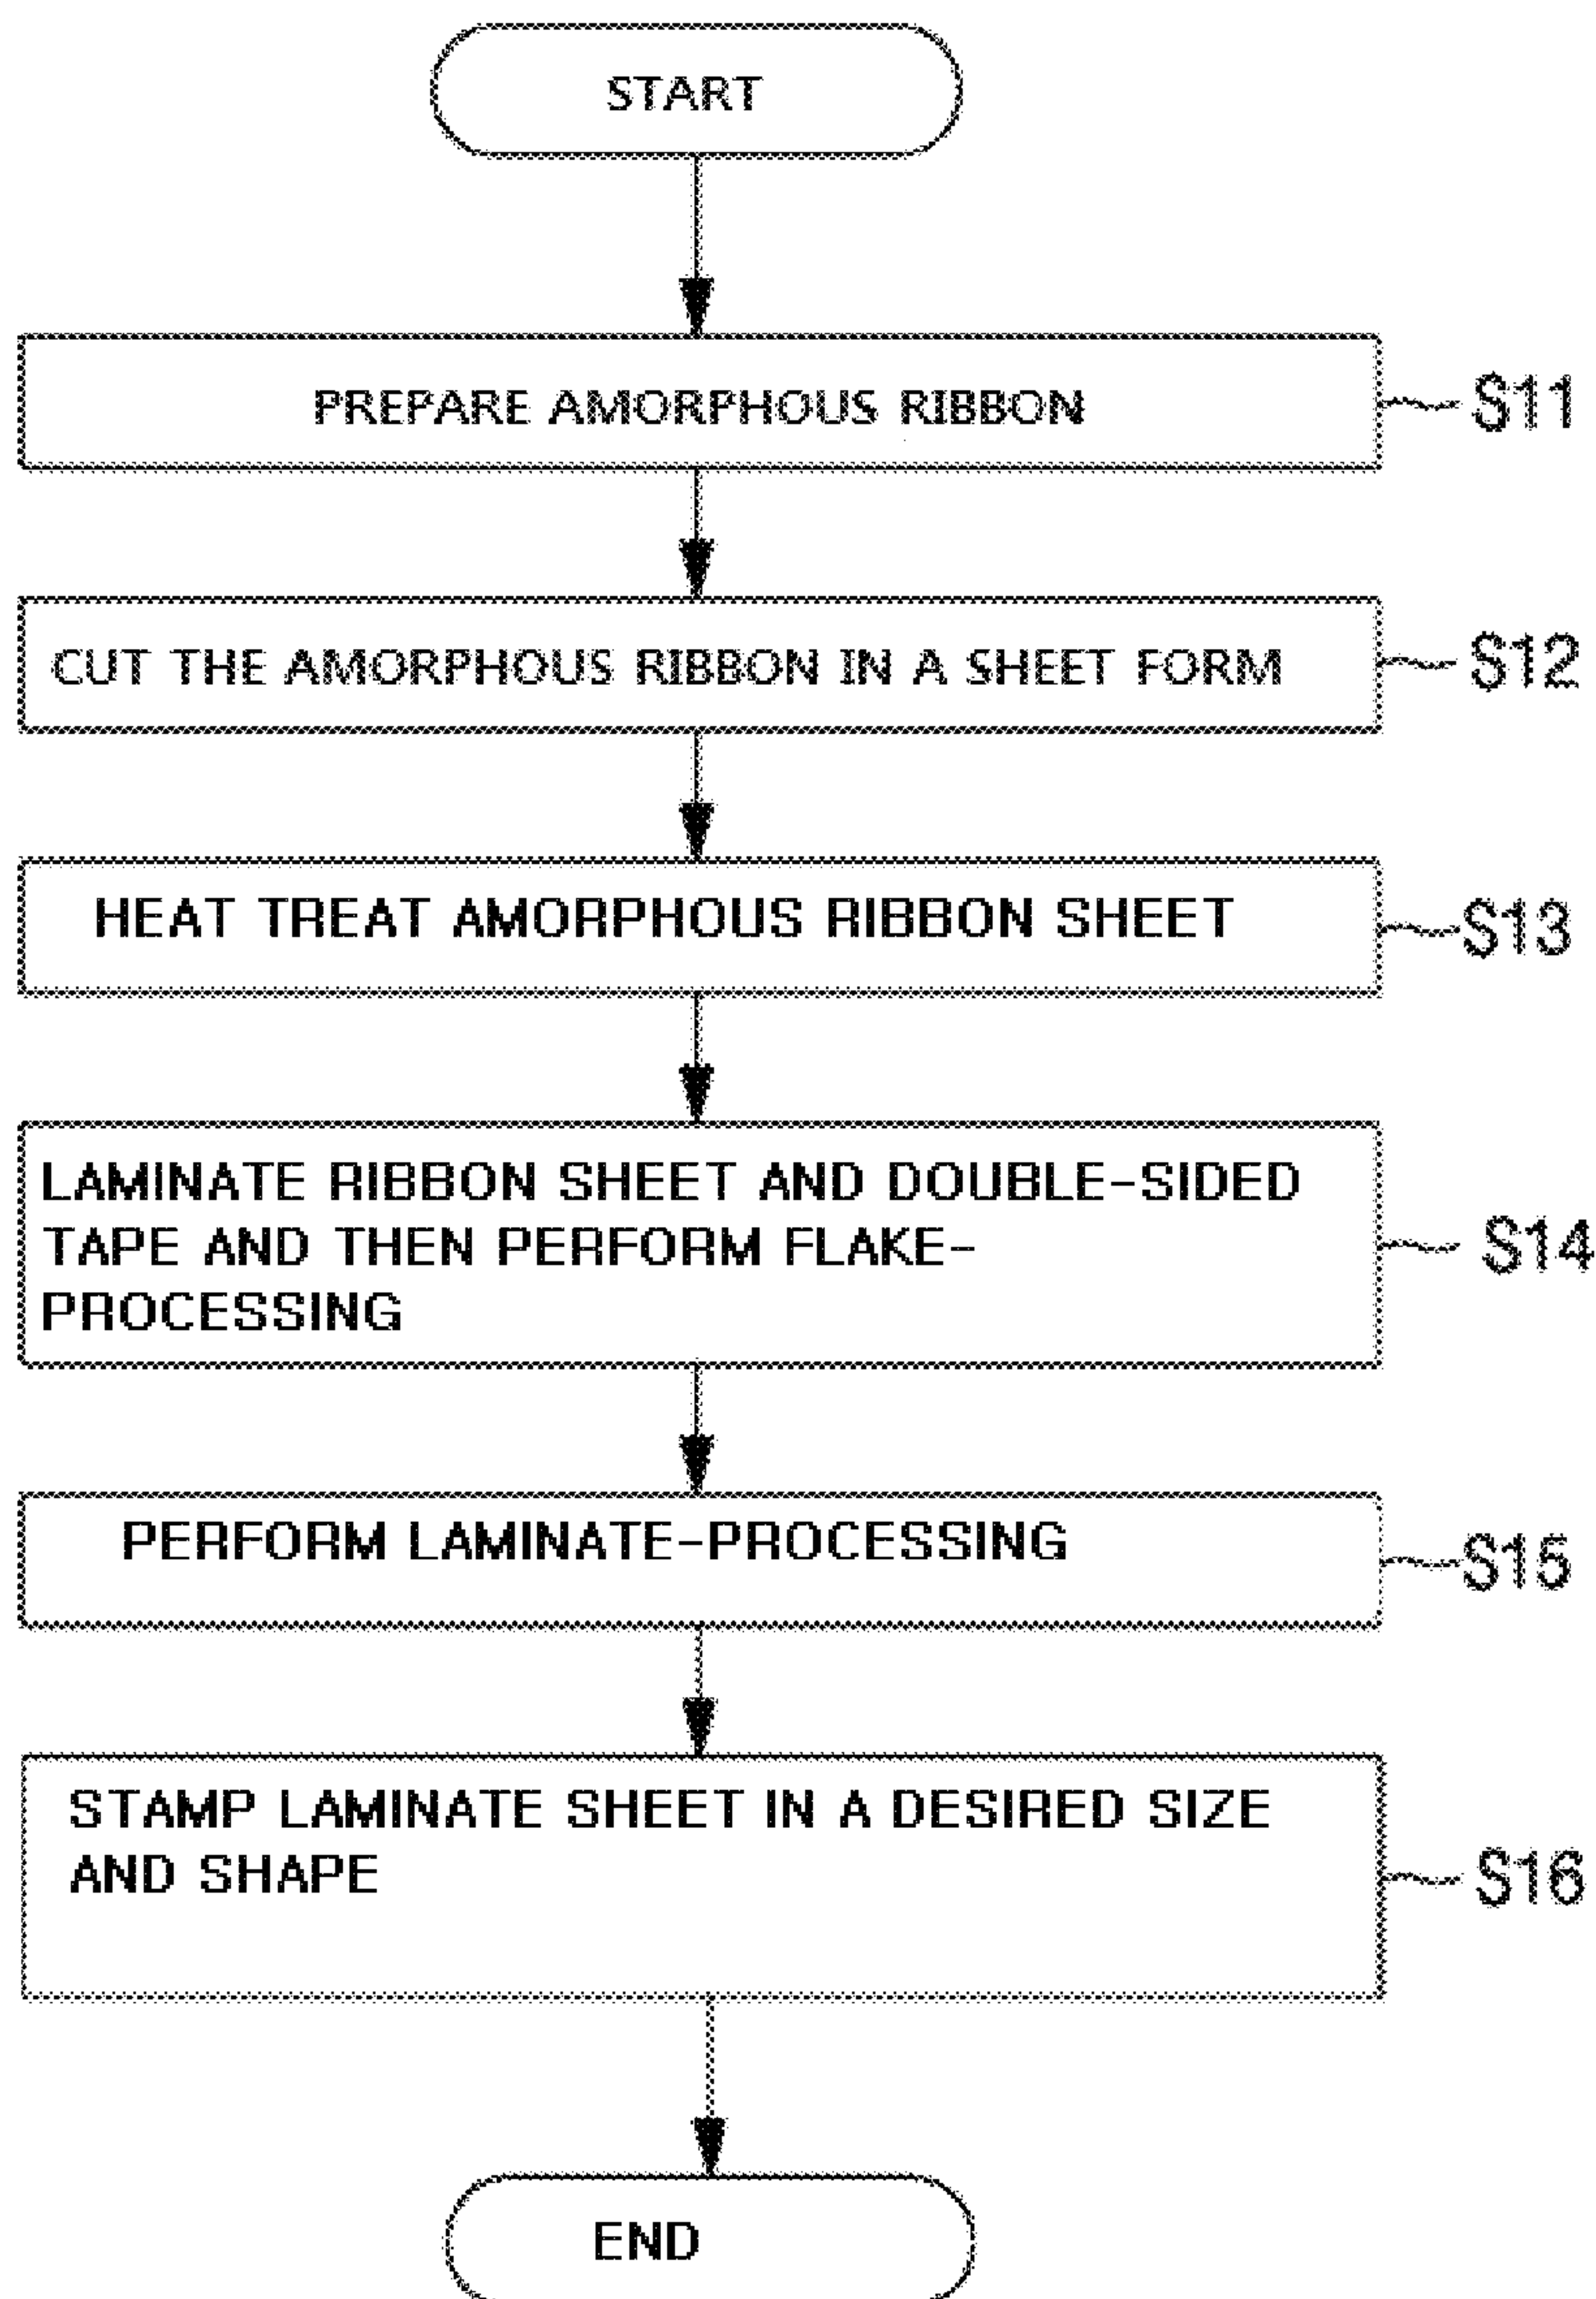 START
PREPARE AMORPHOUS RIBBON
S11
CUT THE AMORPHOUS RIBBON IN A SHEET FORM
S12
HEAT TREAT AMORPHOUS RIBBON SHEET
S13
LAMINATE RIBBON SHEET AND DOUBLE-SIDED
TAPE AND THEN PERFORM FLAKE-
PROCESSING
S14
PERFORM LAMINATE-PROCESSING
S15
STAMP LAMINATE SHEET IN A DESIRED SIZE
AND SHAPE
S16
END